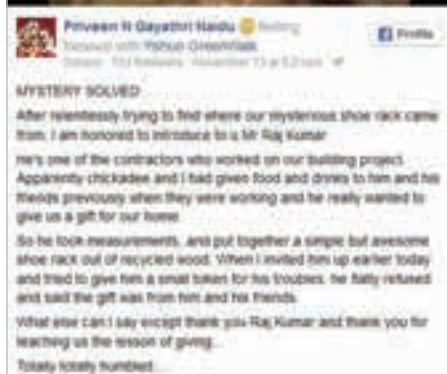 Priveen N Gayathri Naidu
Profile
MYSTERY SOLVED
After relentlessly trying to find where our mysterious shoe rack came
from, I am honored to introduce to u Mr Raj Kumar
He's one of the contractors who worked on our building project.
Apparently chickadee and I had given food and drinks to him and his
friends previously when they were working and he really wanted to
give us a gift for our home
So he took measurements, and put together a simple but awesome
shoe rack out of recycled wood. When I invited him up earlier today
and tried to give him a small token for his troubles, he flatly refused
and said the gift was from him and his friends.
What else can I say except thank you Raj Kumar and thank you for
teaching us the lesson of giving...
Totally totally humbled...